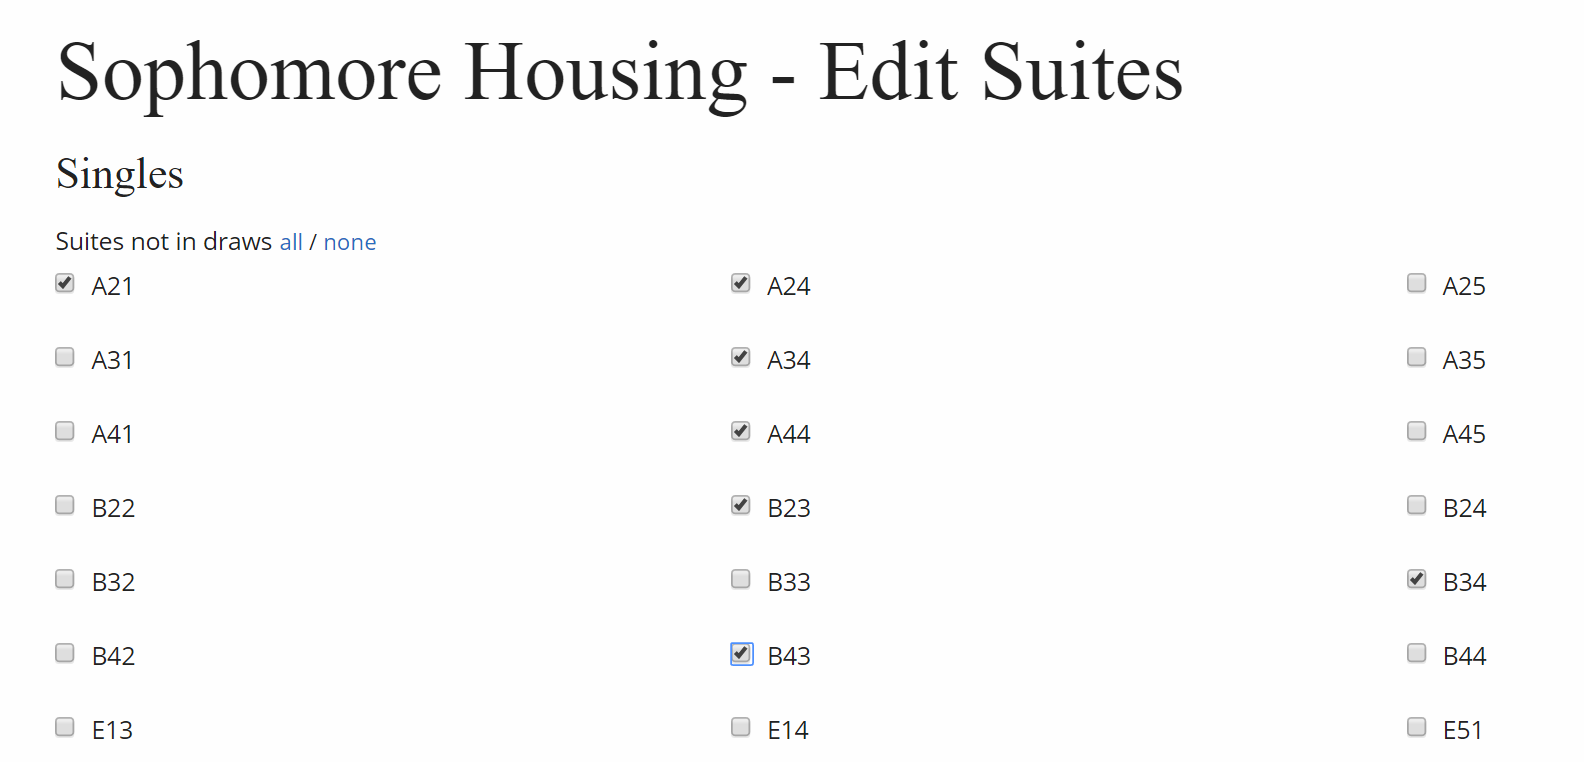 Sophomore Housing - Edit Suites
Singles
Suites not in draws all / none
A21 A24 A25
A31 A34 A35
A41 A44 A45
B22 B23 B24
B32 B33 B34
B42 B43 B44
E13 E14 E51